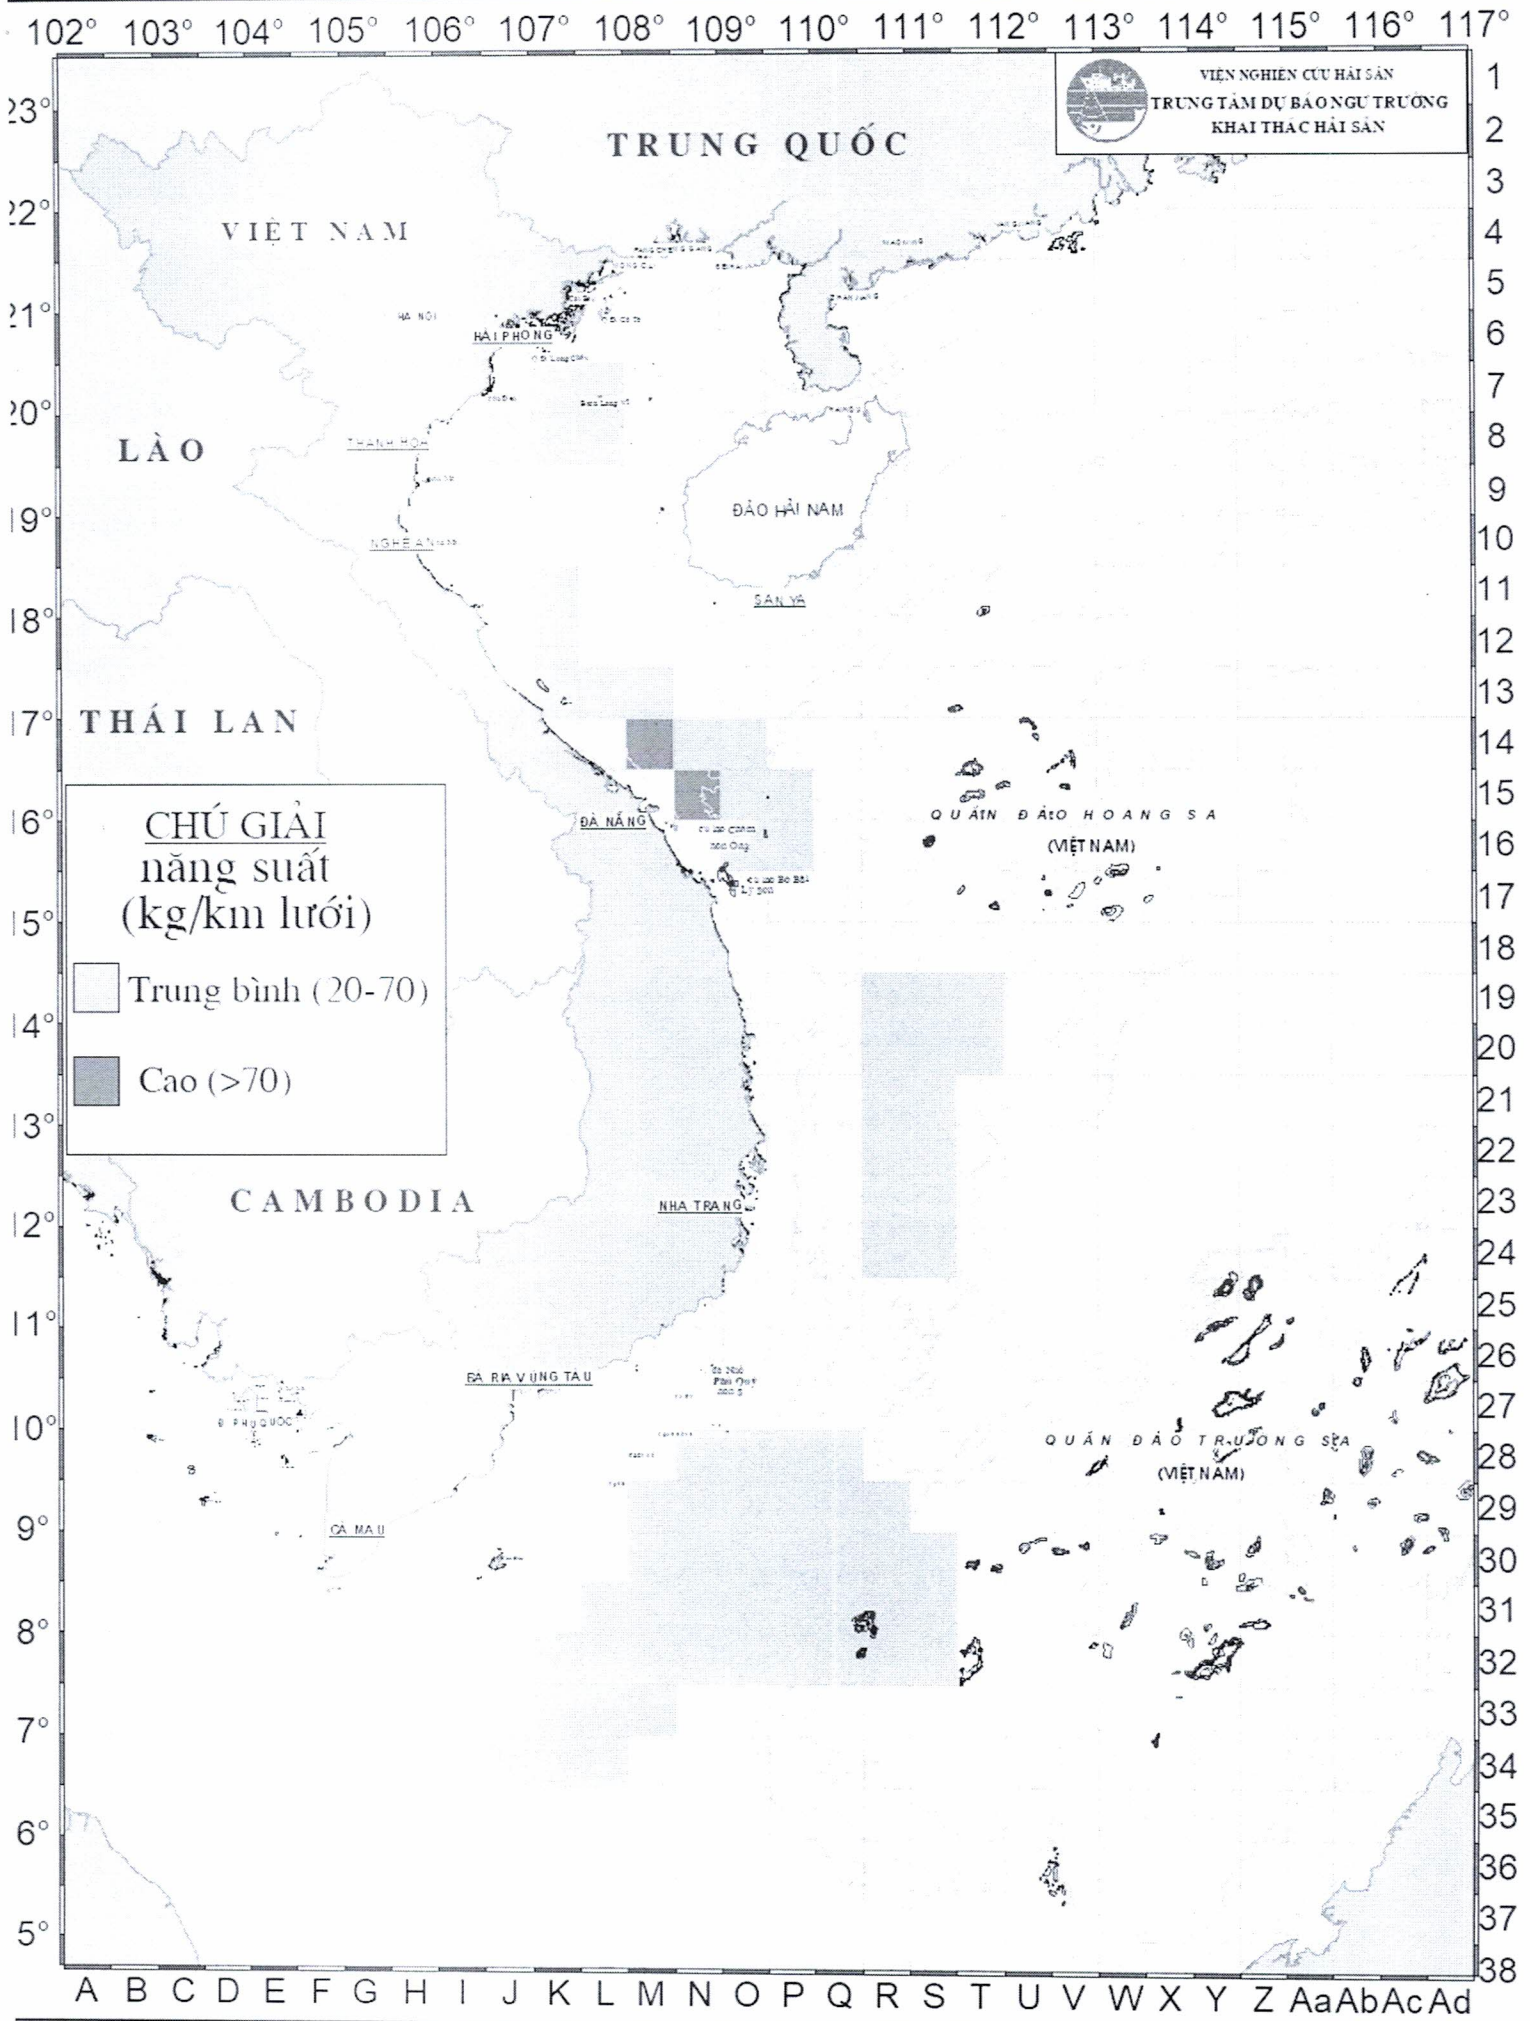 102° 103° 104° 105° 106° 107° 108° 109° 110° 111° 112° 113° 114° 115° 116° 117°
VIỆN NGHIÊN CỨU HẢI SẢN
TRUNG TÂM DỰ BÁO NGƯ TRƯỜNG
KHAI THÁC HẢI SẢN
TRUNG QUỐC
VIỆT NAM
HÀ NỘI
HẢI PHÒNG
LÀO
ĐẢO HẢI NAM
NGHỆ AN
SAN YA
THÁI LAN
CHÚ GIẢI
năng suất
(kg/km lưới)
Trung bình (20-70)
Cao (>70)
ĐÀ NẴNG
QUẦN ĐẢO HOANG SA
(VIỆT NAM)
CAMBODIA
NHA TRANG
BÀ RỊA VŨNG TÀU
Đ PHÚ QUỐC
CÀ MAU
QUẦN ĐẢO TRƯỜNG SA
(VIỆT NAM)
23°
22°
21°
20°
19°
18°
17°
16°
15°
14°
13°
12°
11°
10°
9°
8°
7°
6°
5°
1
2
3
4
5
6
7
8
9
10
11
12
13
14
15
16
17
18
19
20
21
22
23
24
25
26
27
28
29
30
31
32
33
34
35
36
37
38
A B C D E F G H I J K L M N O P Q R S T U V W X Y Z Aa Ab Ac Ad